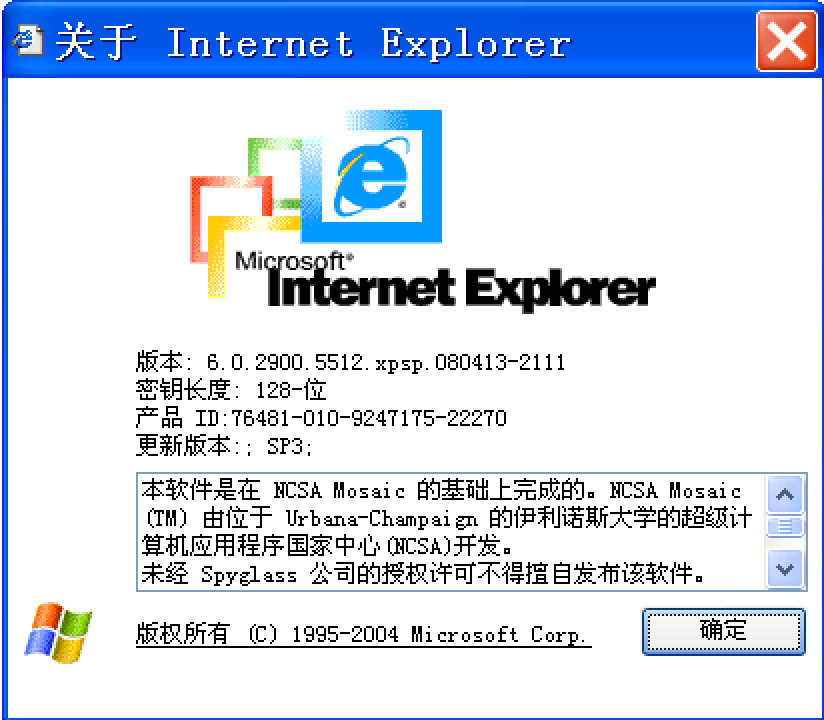 关于 Internet Explorer
Microsoft®
Internet Explorer
版本: 6.0.2900.5512.xpsp.080413-2111
密钥长度: 128-位
产品 ID:76481-010-9247175-22270
更新版本:; SP3;
本软件是在 NCSA Mosaic 的基础上完成的。NCSA Mosaic
(TM) 由位于 Urbana-Champaign 的伊利诺斯大学的超级计
算机应用程序国家中心(NCSA)开发。
未经 Spyglass 公司的授权许可不得擅自发布该软件。
版权所有 (C) 1995-2004 Microsoft Corp.
确定